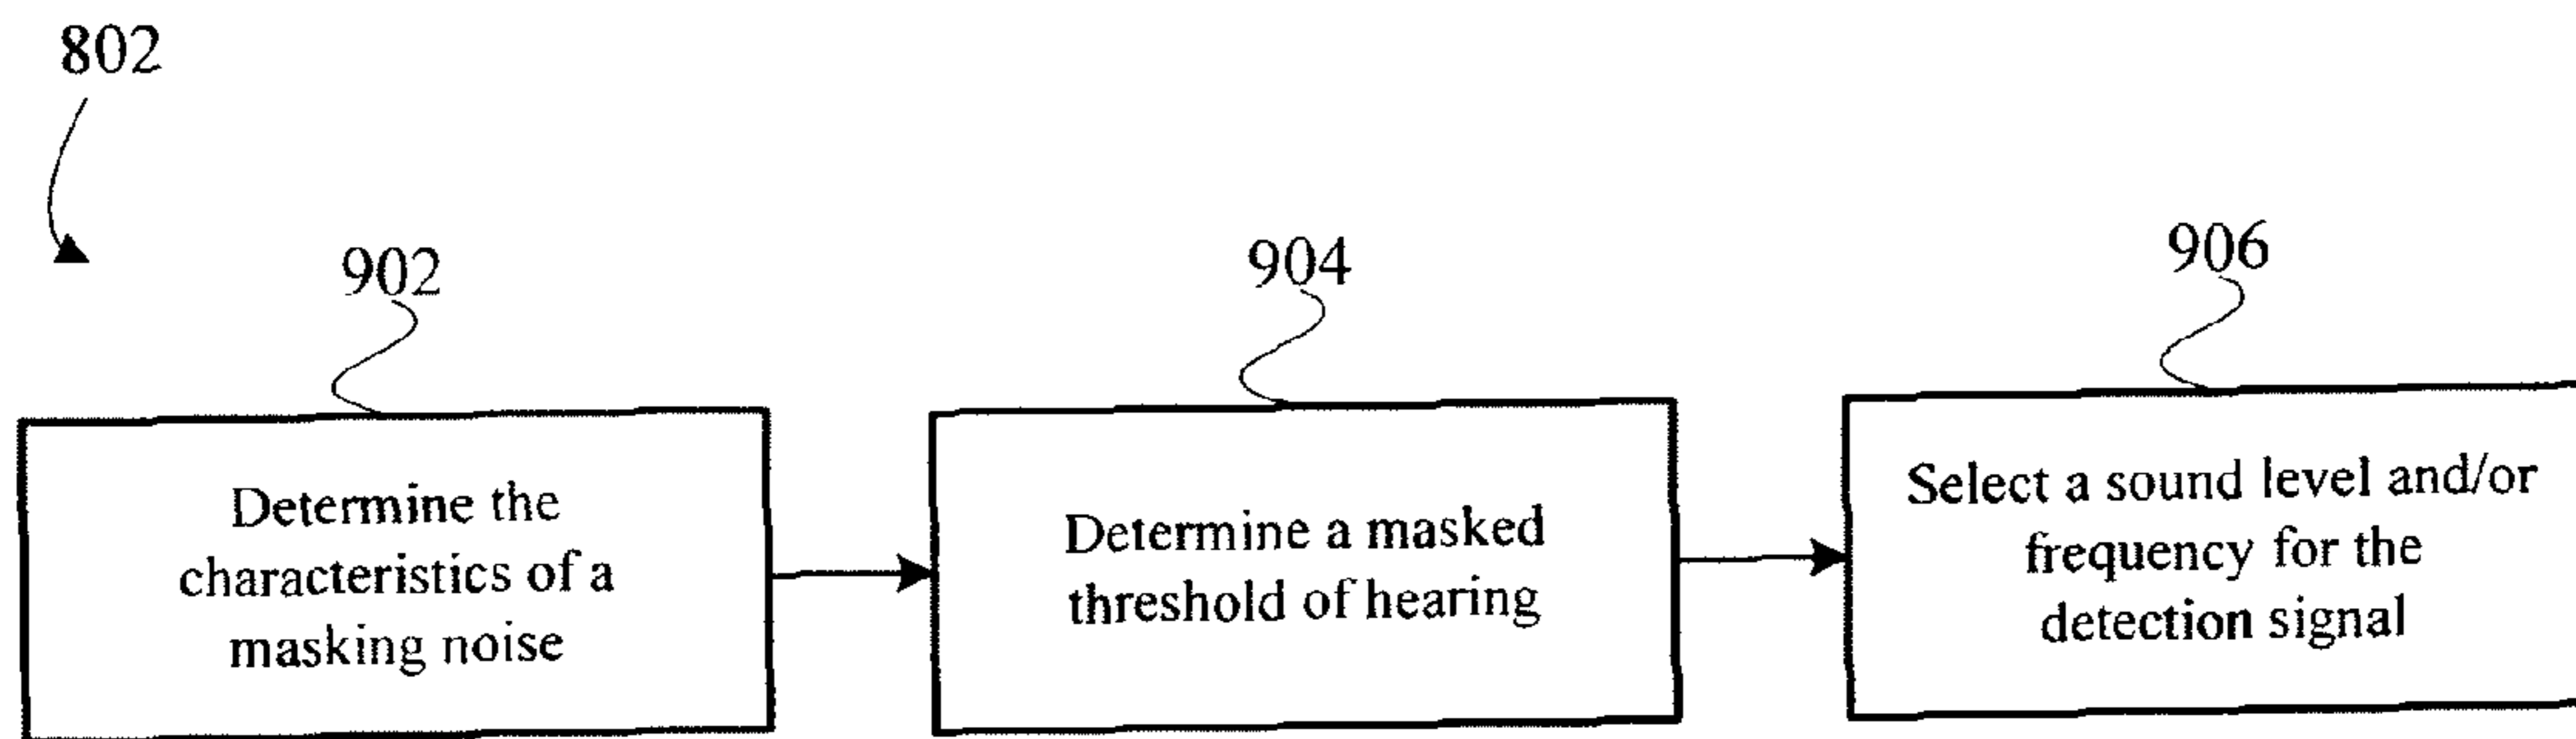 802
902
904
906
Determine the
characteristics of a
masking noise
Determine a masked
threshold of hearing
Select a sound level and/or
frequency for the
detection signal